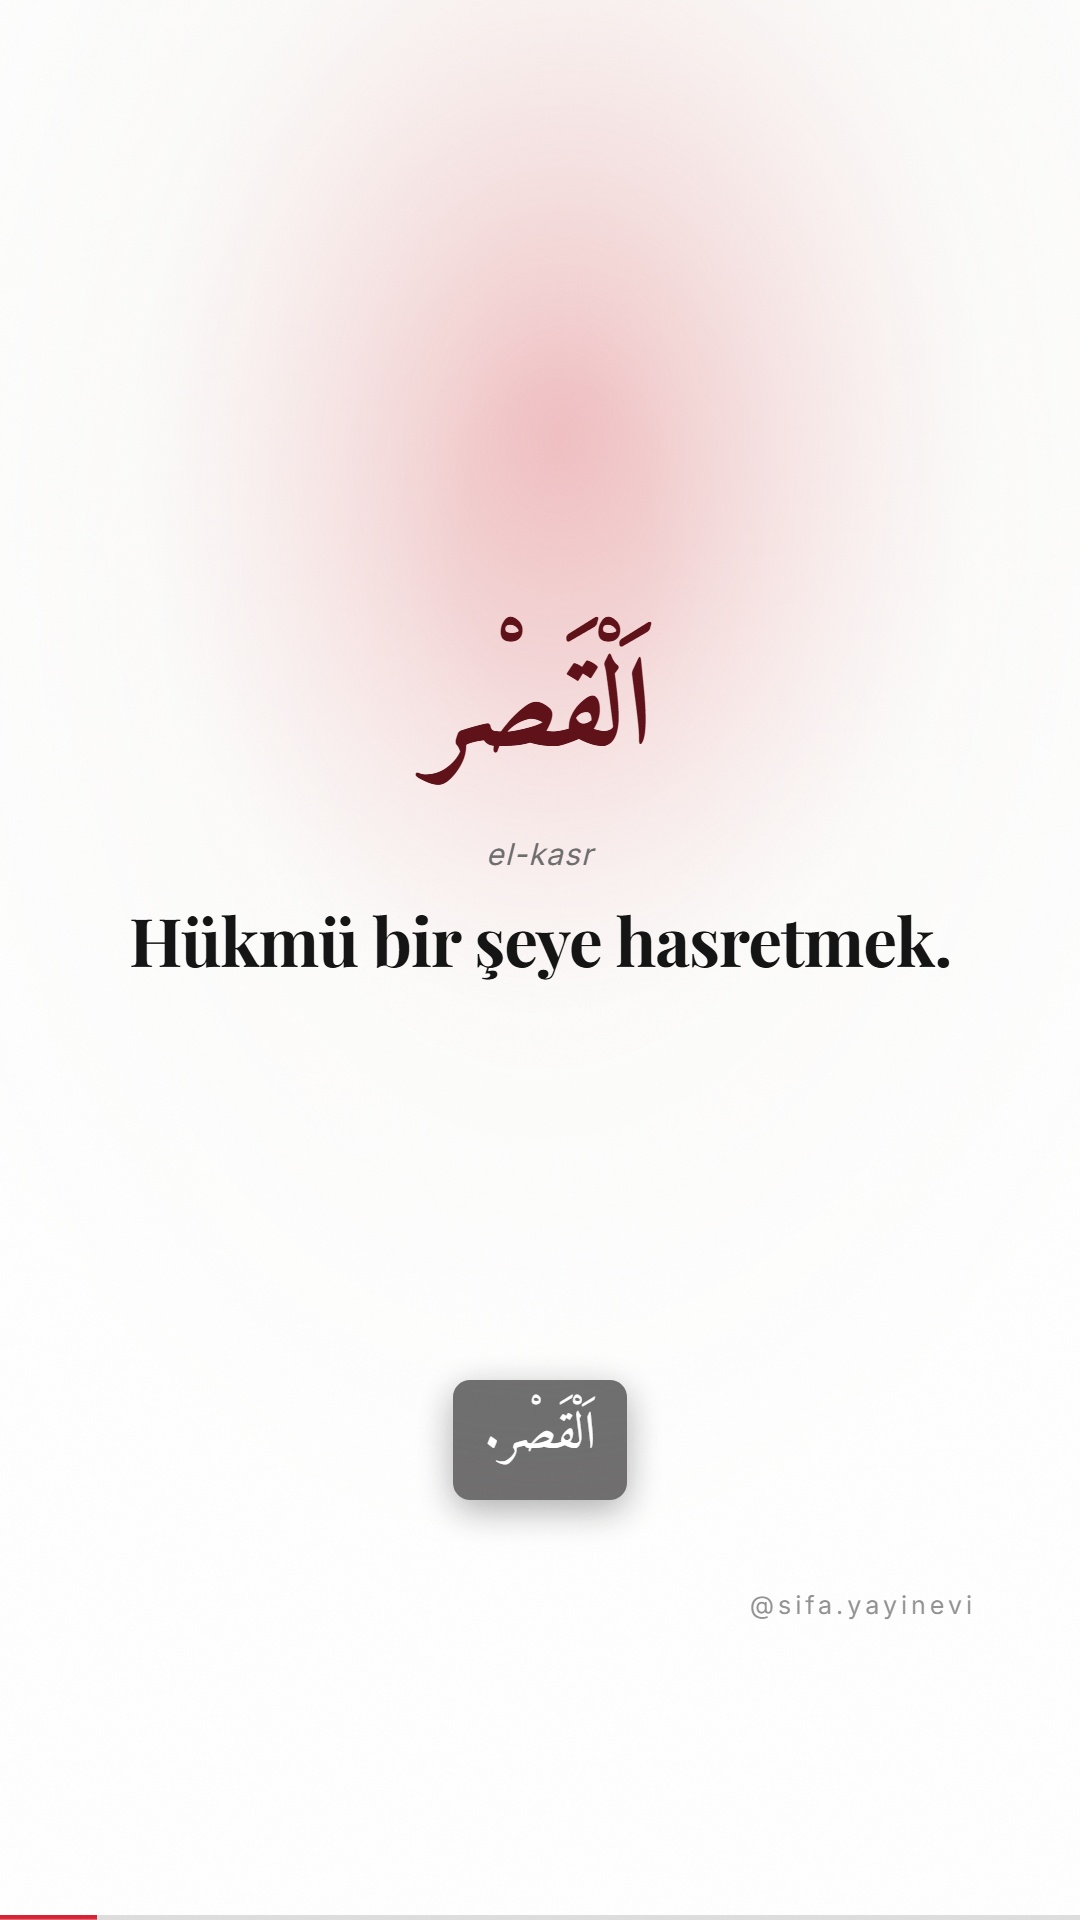 اَلْقَصْر
el-kasr
Hükmü bir şeye hasretmek.
اَلْقَصْر.
@sifa.yayinevi